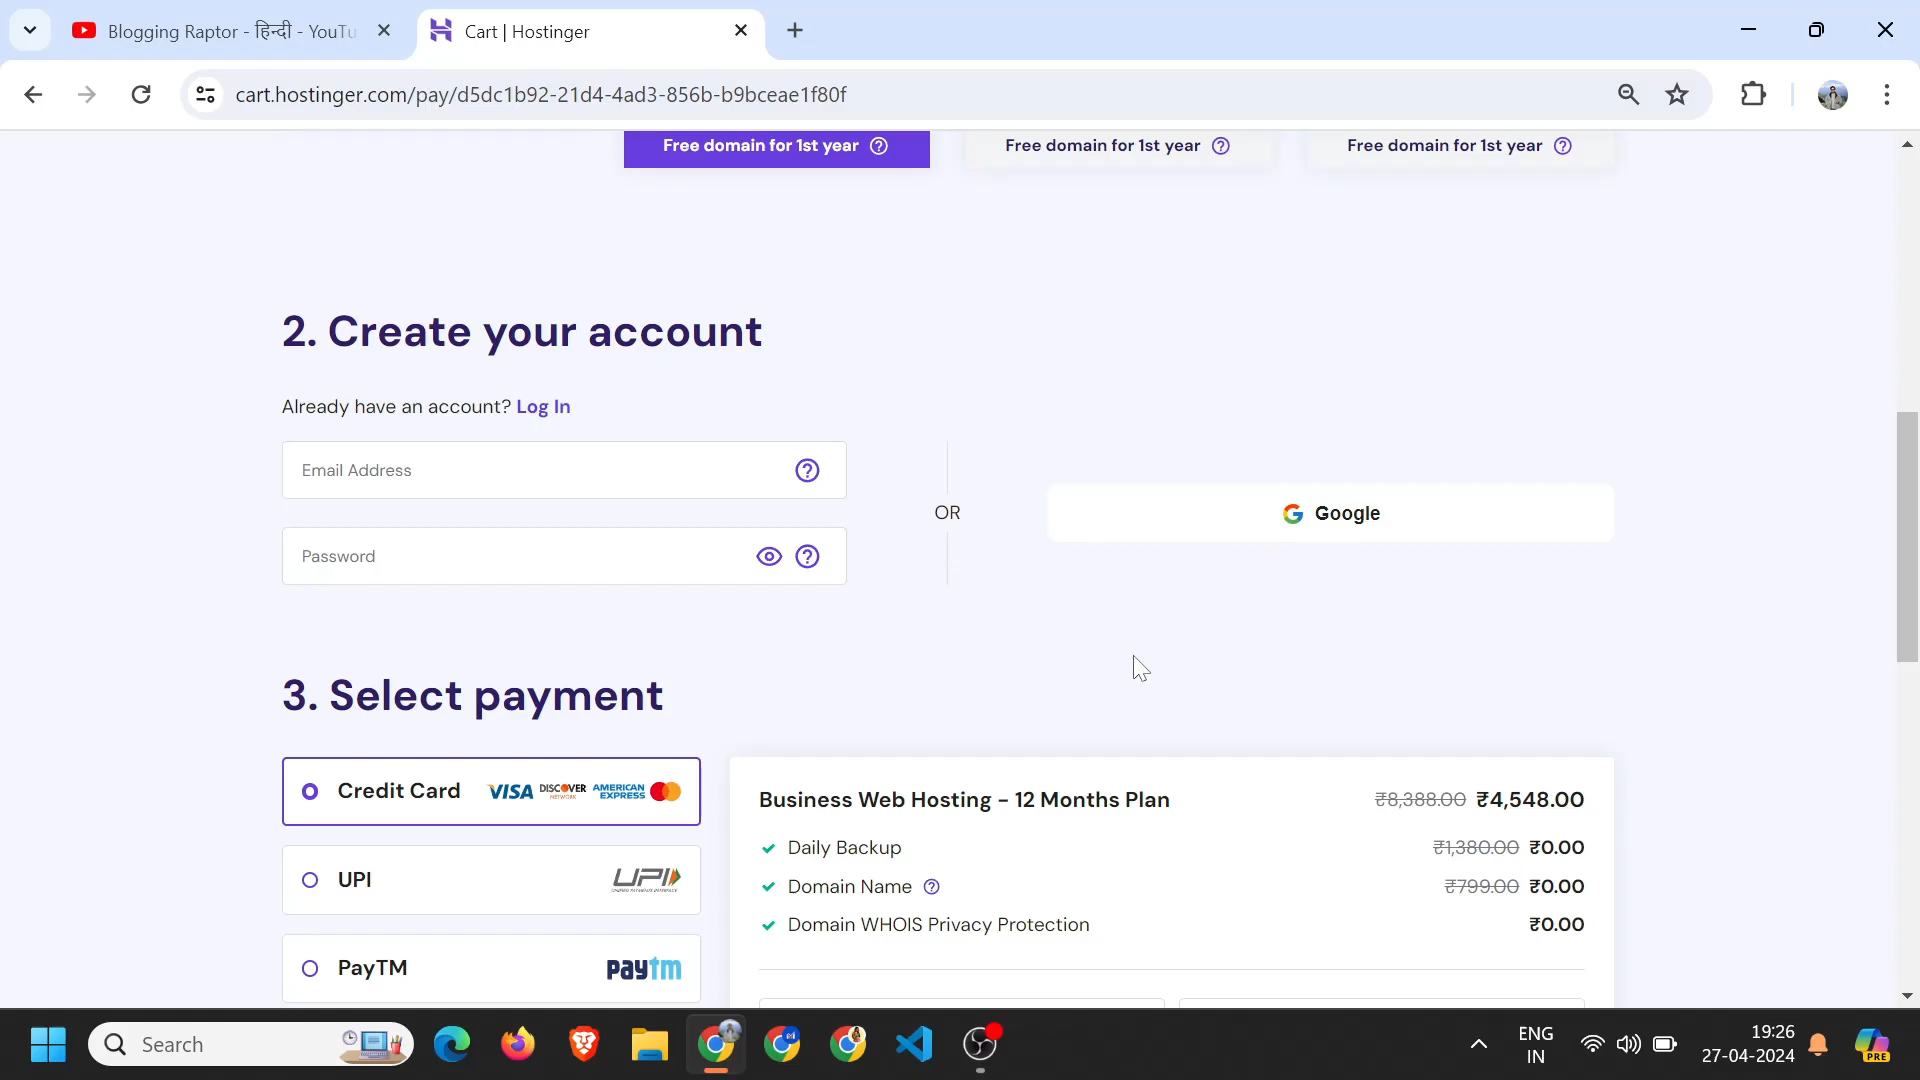 Blogging Raptor - हिन्दी - YouTu
Cart | Hostinger
cart.hostinger.com/pay/d5dc1b92-21d4-4ad3-856b-b9bceae1f80f
Free domain for 1st year
Free domain for 1st year
Free domain for 1st year
2. Create your account
Already have an account? Log In
Email Address
Password
OR
Google
3. Select payment
Credit Card VISA DISCOVER NETWORK AMERICAN EXPRESS
UPI UPI
PayTM paytm
Business Web Hosting - 12 Months Plan ₹8,388.00 ₹4,548.00
Daily Backup ₹1,380.00 ₹0.00
Domain Name ₹799.00 ₹0.00
Domain WHOIS Privacy Protection ₹0.00
Search
ENG
IN
19:26
27-04-2024
PRE